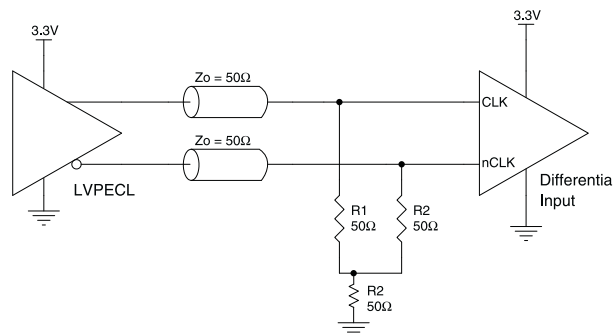 3.3V
3.3V
Zo = 50Ω
CLK
Zo = 50Ω
nCLK
LVPECL
Differentia
Input
R1
50Ω
R2
50Ω
R2
50Ω